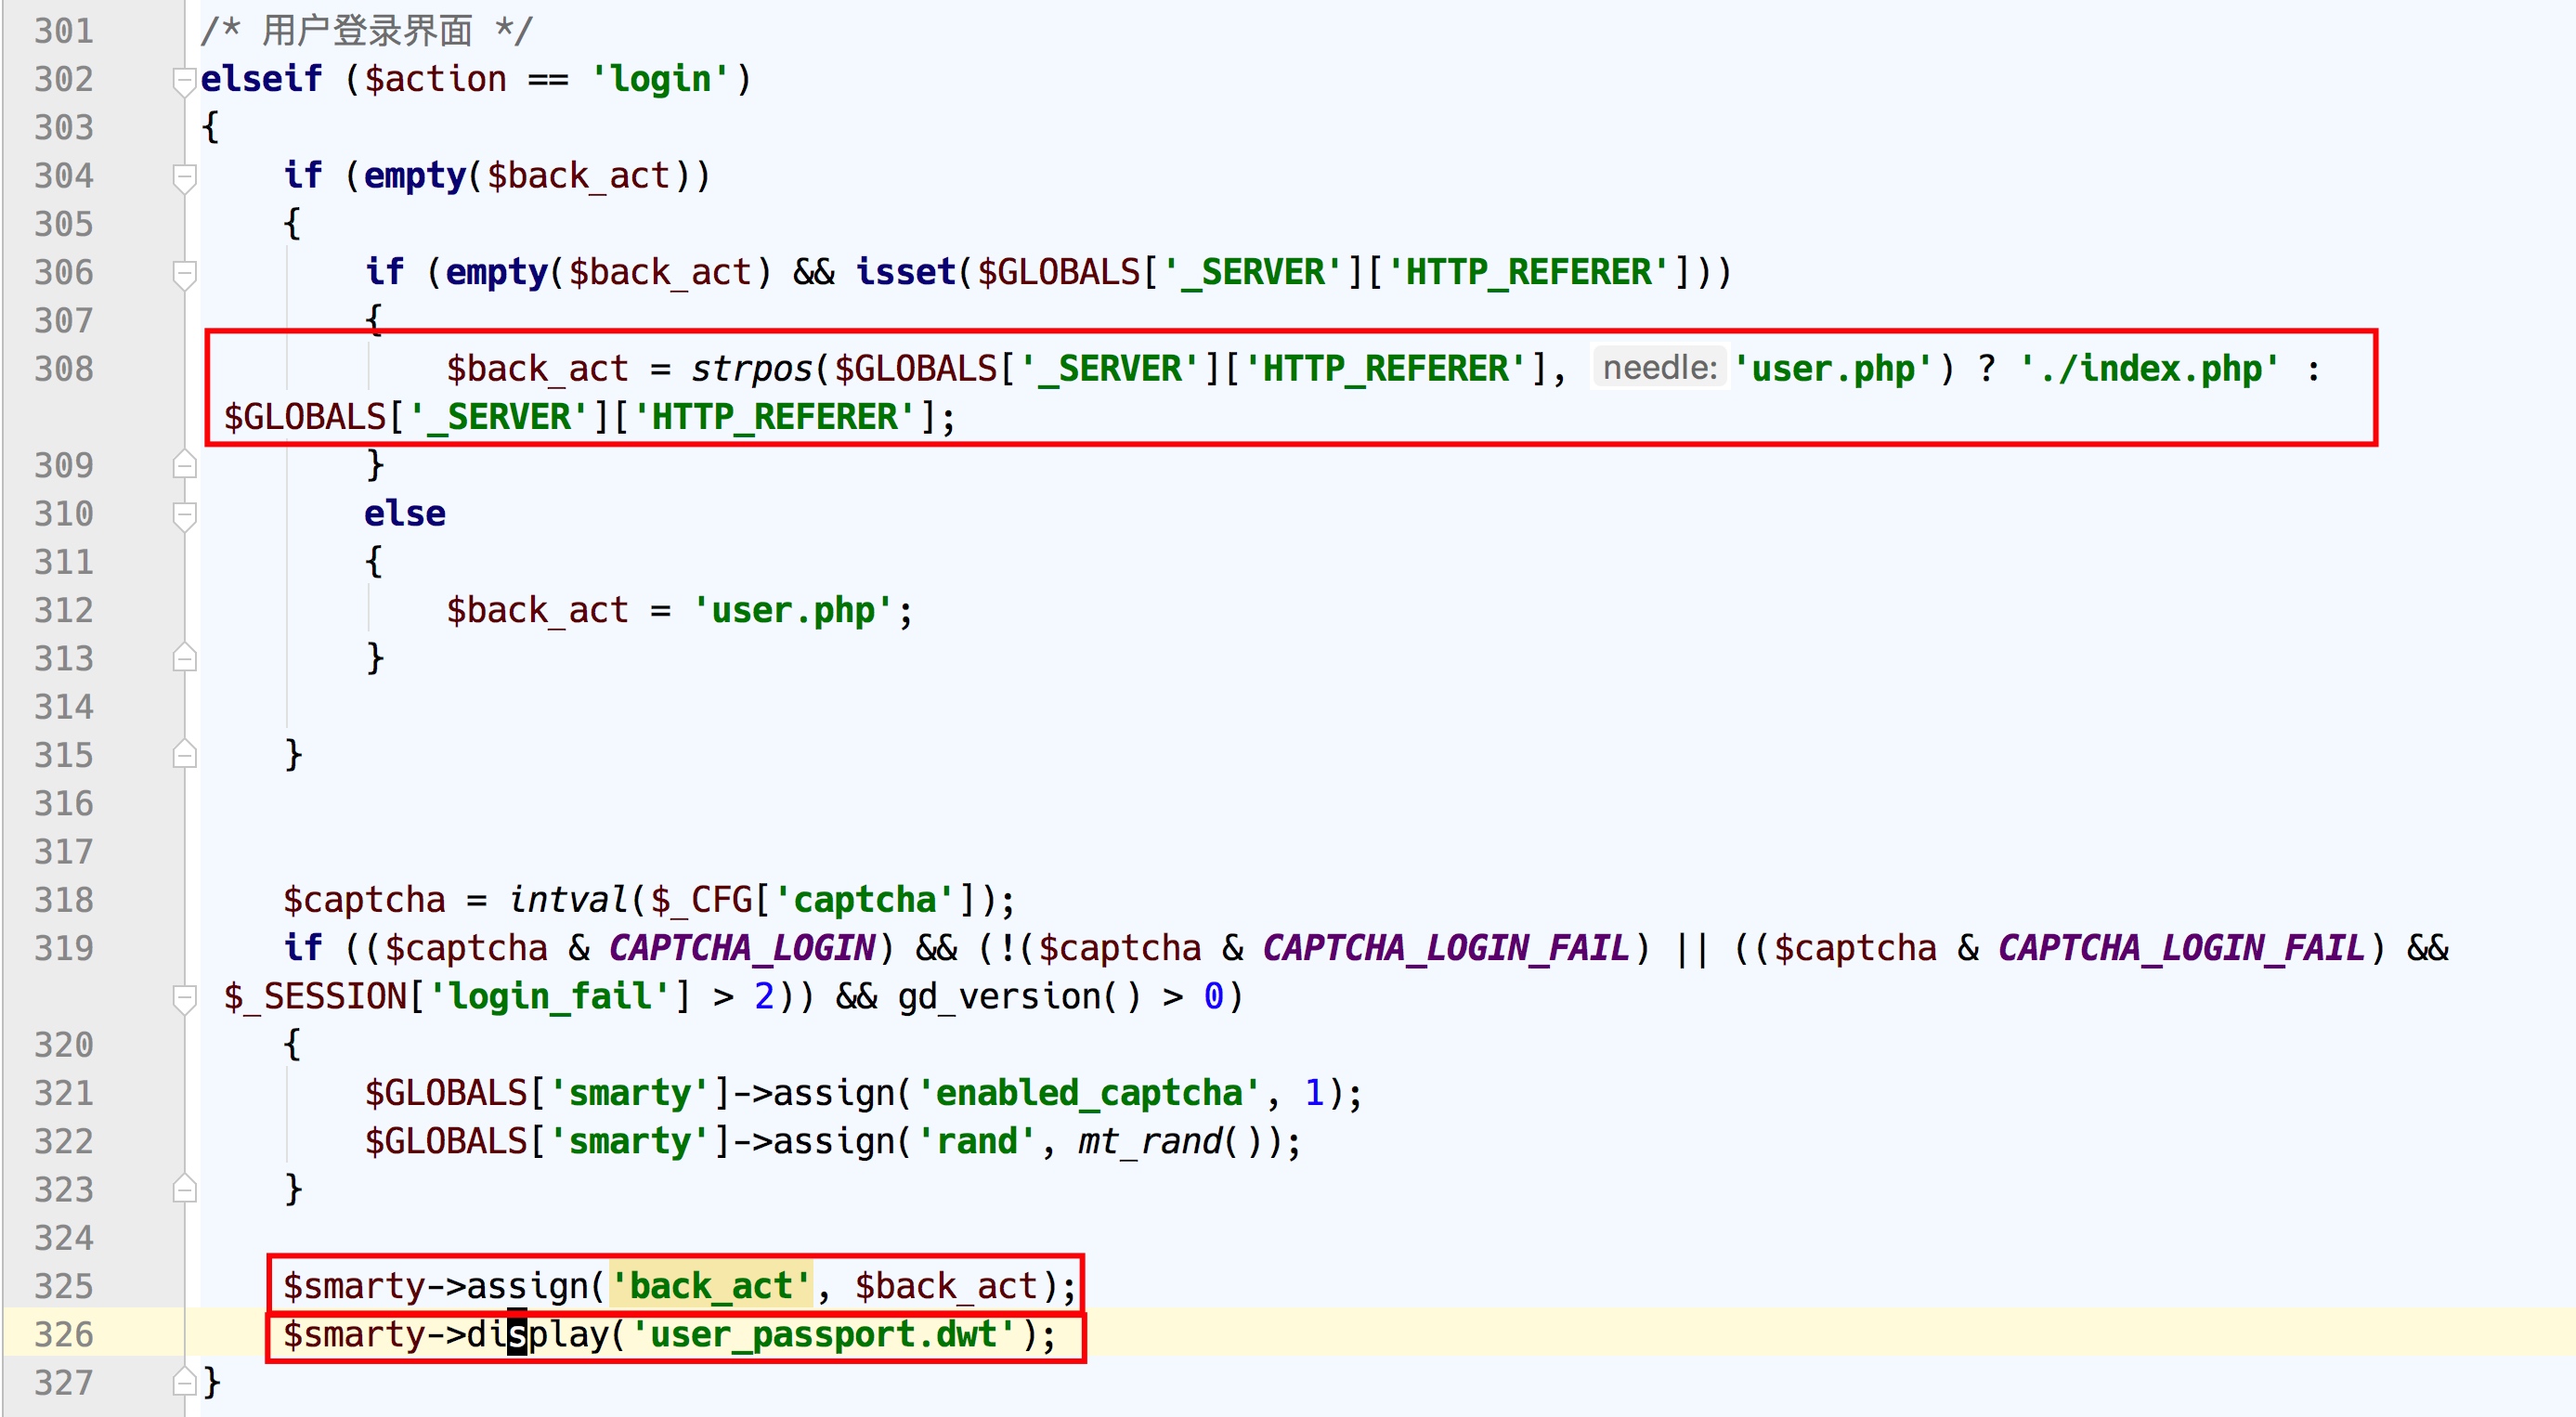 301 /* 用户登录界面 */
302 elseif ($action == 'login')
303 {
304     if (empty($back_act))
305     {
306         if (empty($back_act) && isset($GLOBALS['_SERVER']['HTTP_REFERER']))
307         {
308             $back_act = strpos($GLOBALS['_SERVER']['HTTP_REFERER'], needle: 'user.php') ? './index.php' :
$GLOBALS['_SERVER']['HTTP_REFERER'];
309         }
310         else
311         {
312             $back_act = 'user.php';
313         }
314
315     }
316
317
318     $captcha = intval($_CFG['captcha']);
319     if (($captcha & CAPTCHA_LOGIN) && (!($captcha & CAPTCHA_LOGIN_FAIL) || (($captcha & CAPTCHA_LOGIN_FAIL) &&
$_SESSION['login_fail'] > 2)) && gd_version() > 0)
320     {
321         $GLOBALS['smarty']->assign('enabled_captcha', 1);
322         $GLOBALS['smarty']->assign('rand', mt_rand());
323     }
324
325     $smarty->assign('back_act', $back_act);
326     $smarty->display('user_passport.dwt');
327 }